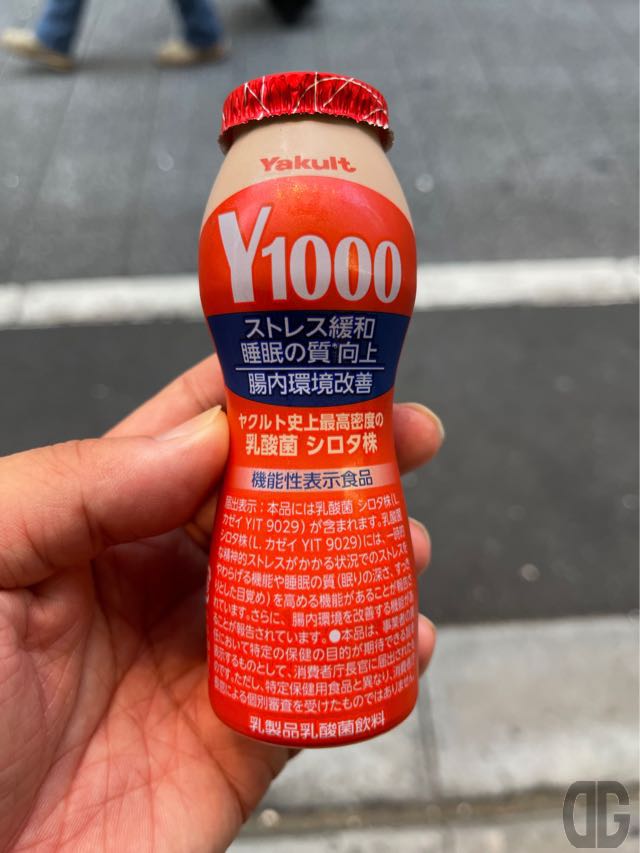 Yakult
Y1000
ストレス緩和
睡眠の質*向上
腸内環境改善
ヤクルト史上最高密度の
乳酸菌 シロタ株
機能性表示食品
届出表示:本品には乳酸菌 シロタ株(L.
カゼイ YIT 9029)が含まれます。乳酸菌
シロタ株(L. カゼイ YIT 9029)には、一時的
な精神的ストレスがかかる状況でのストレスを
やわらげる機能や睡眠の質(眠りの深さ、すっき
りした目覚め)を高める機能があることが報告さ
れています。さらに、腸内環境を改善する機能があ
ることが報告されています。●本品は、事業者の責
任において特定の保健の目的が期待できる旨を
表示するものとして、消費者庁長官に届出されたも
のです。ただし、特定保健用食品と異なり、消費者庁
長官による個別審査を受けたものではありません。
乳製品乳酸菌飲料
DG